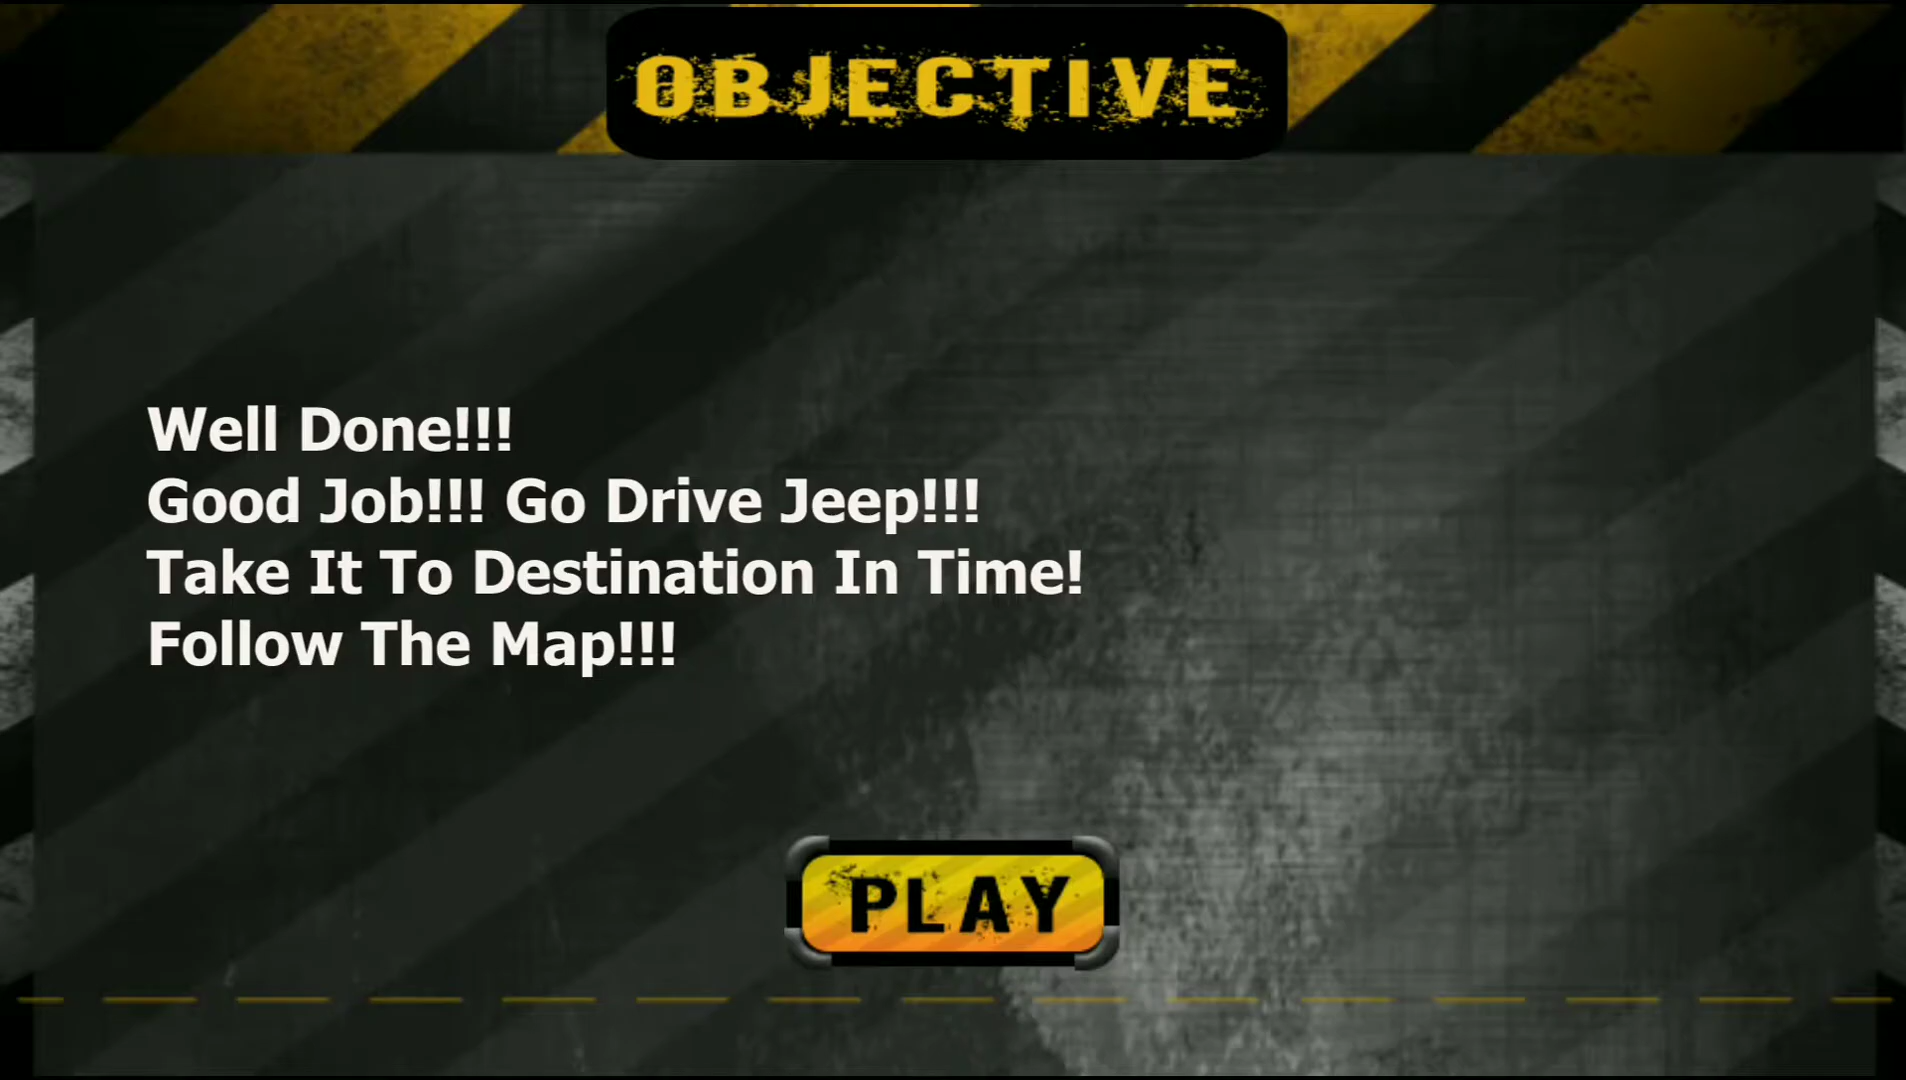 OBJECTIVE
Well Done!!!
Good Job!!! Go Drive Jeep!!!
Take It To Destination In Time!
Follow The Map!!!
PLAY